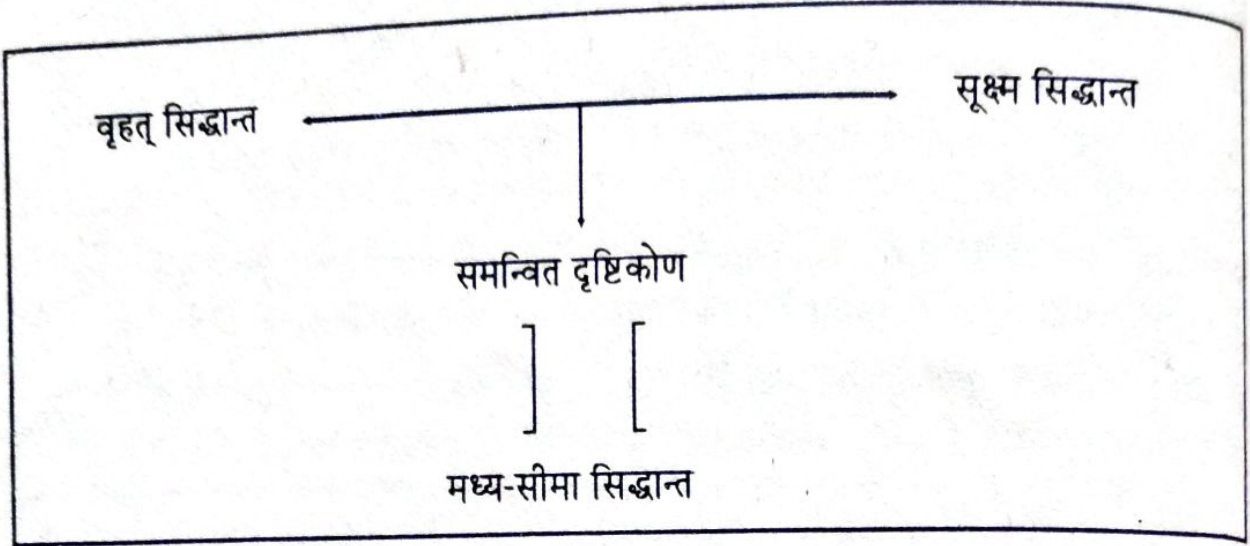 वृहत् सिद्धान्त
सूक्ष्म सिद्धान्त
समन्वित दृष्टिकोण
मध्य-सीमा सिद्धान्त